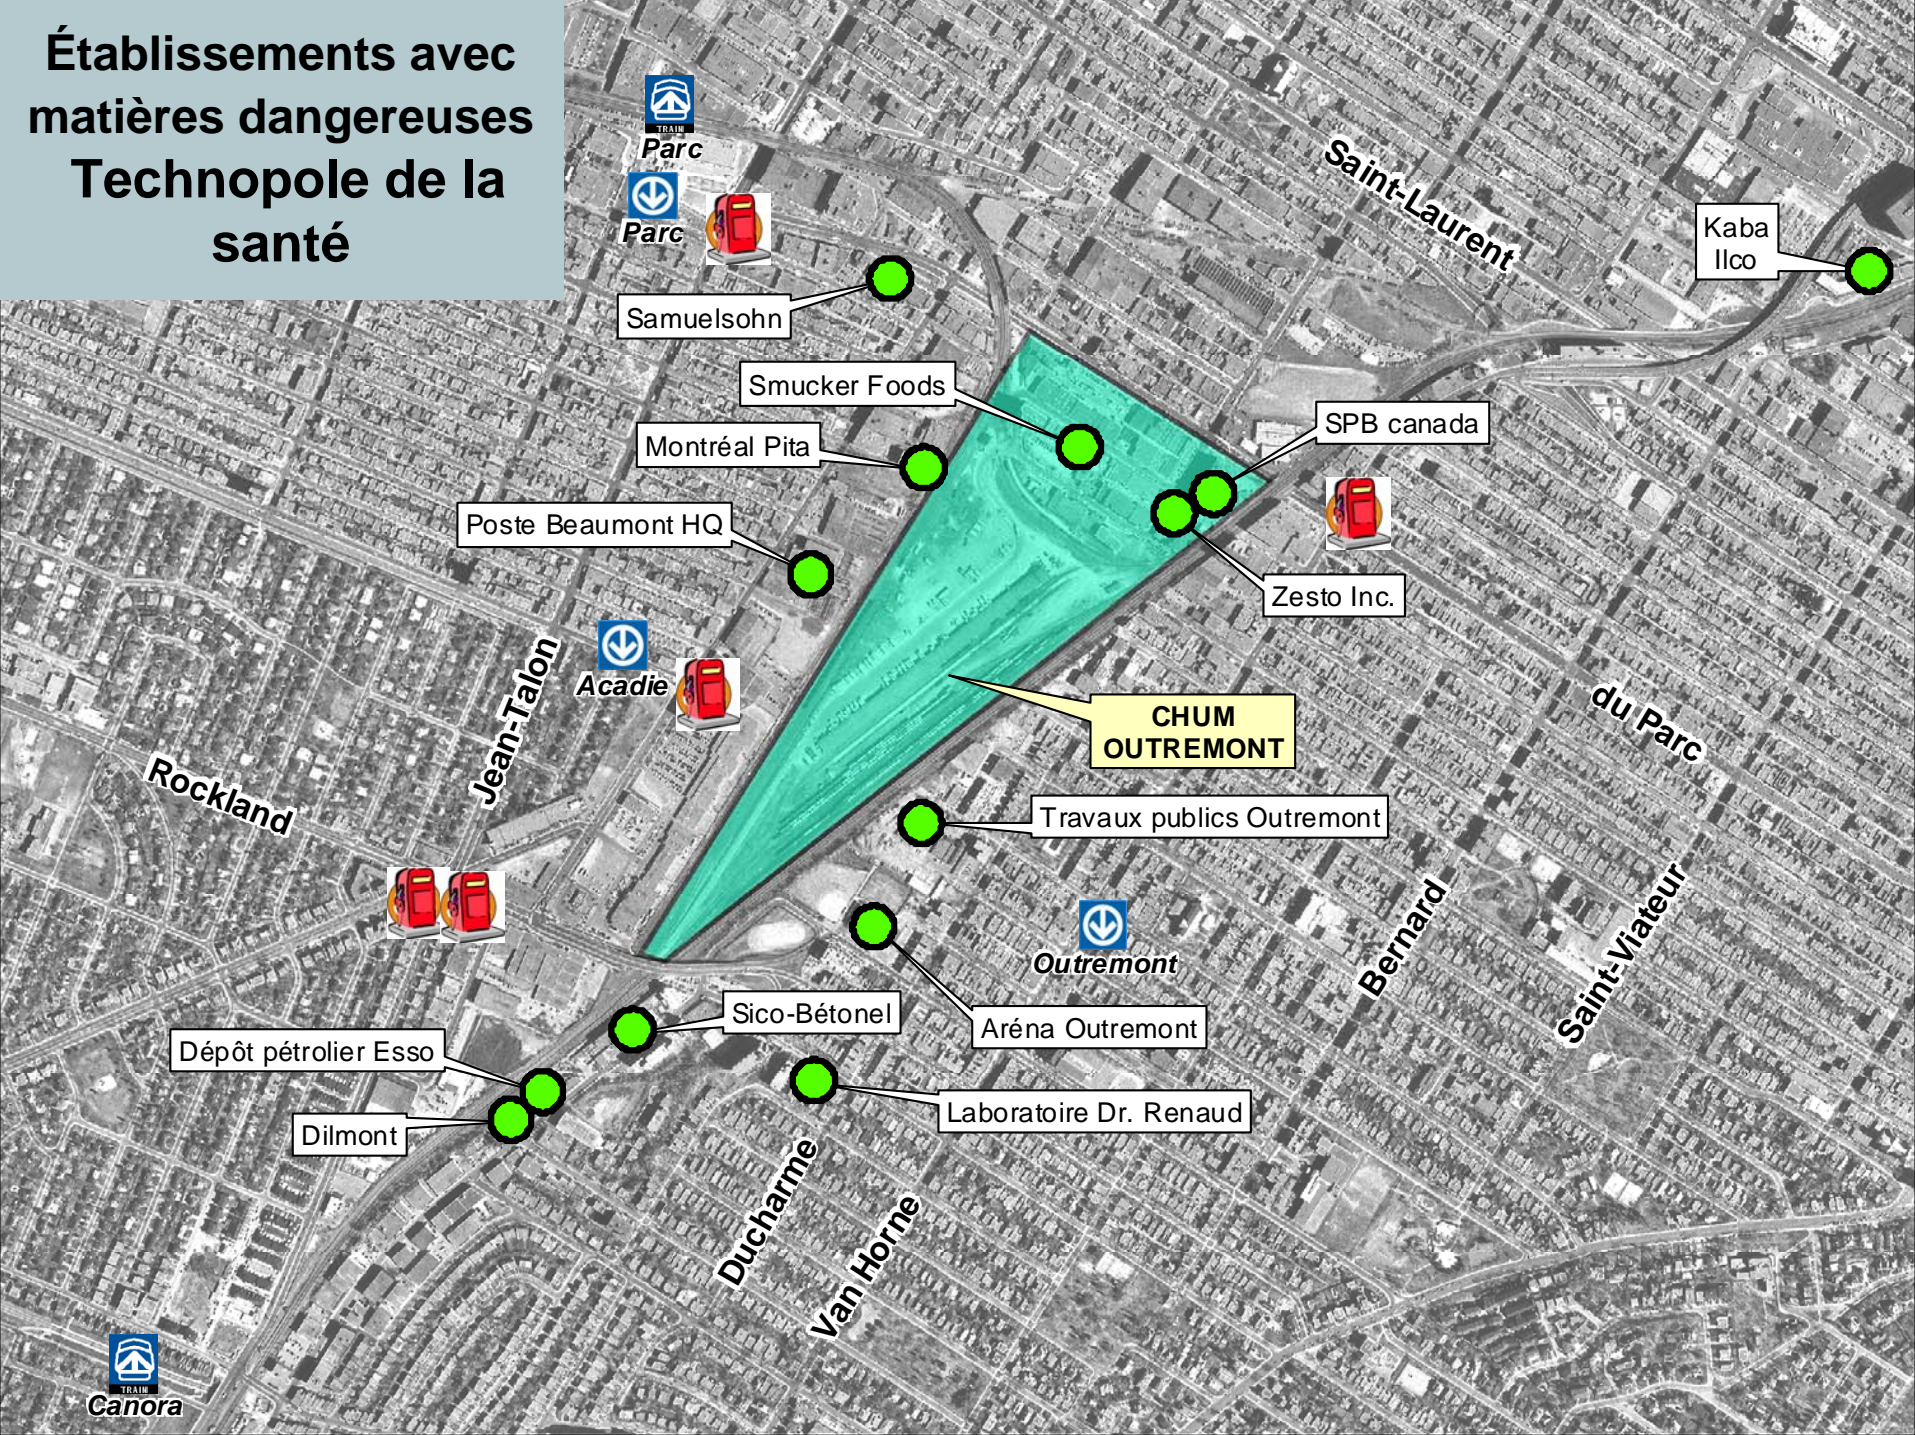 Établissements avec
matières dangereuses
Technopole de la
santé
TRAIN
Parc
Parc
Saint-Laurent
Kaba
Ilco
Samuelsohn
Smucker Foods
SPB canada
Montréal Pita
Poste Beaumont HQ
Zesto Inc.
Acadie
Jean-Talon
du Parc
CHUM
OUTREMONT
Rockland
Travaux publics Outremont
Bernard
Saint-Viateur
Outremont
Sico-Bétonel
Aréna Outremont
Dépôt pétrolier Esso
Laboratoire Dr. Renaud
Dilmont
Ducharme
Van Horne
TRAIN
Canora